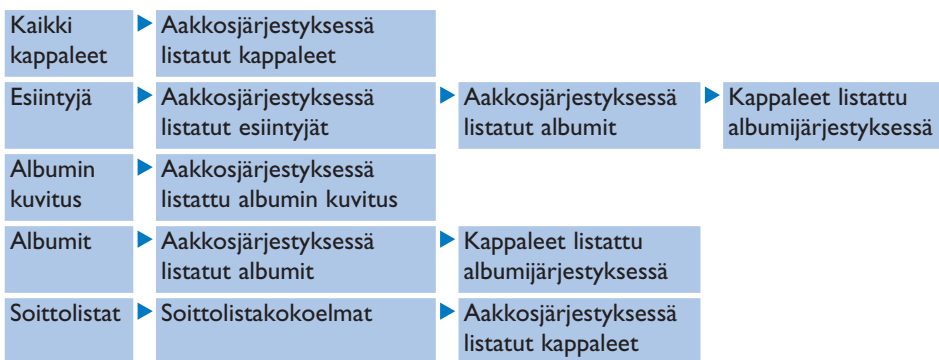 Kaikki
kappaleet
Aakkosjärjestyksessä
listatut kappaleet
Esiintyjä
Aakkosjärjestyksessä
listatut esiintyjät
Aakkosjärjestyksessä
listatut albumit
Kappaleet listattu
albumijärjestyksessä
Albumin
kuvitus
Aakkosjärjestyksessä
listattu albumin kuvitus
Albumit
Aakkosjärjestyksessä
listatut albumit
Kappaleet listattu
albumijärjestyksessä
Soittolistat
Soittolistakokoelmat
Aakkosjärjestyksessä
listatut kappaleet